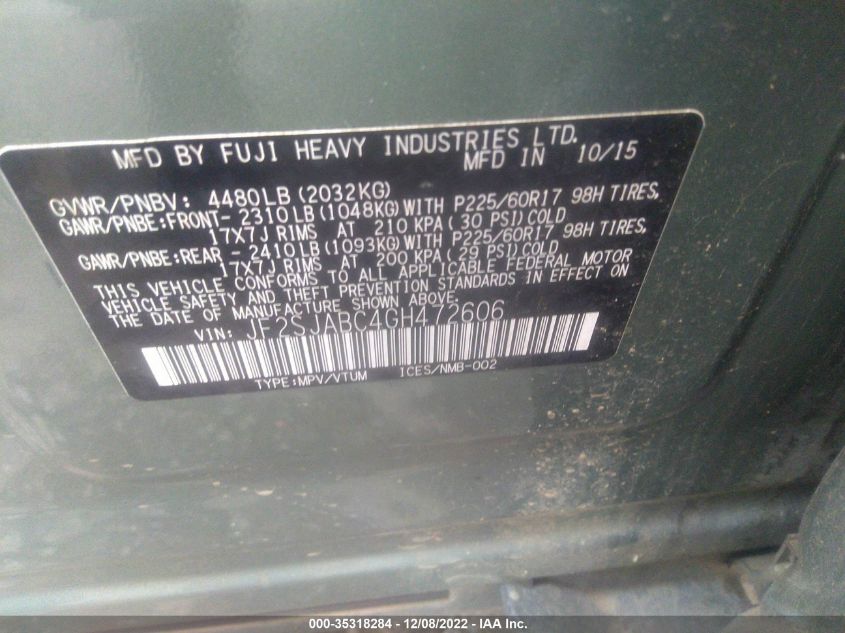 MFD BY FUJI HEAVY INDUSTRIES LTD.
MFD IN 10/15
GVWR/PNBV: 4480LB (2032KG)
GAWR/PNBE:FRONT- 2310LB (1048KG) WITH P225/60R17 98H TIRES,
17X7J RIMS AT 210 KPA (30 PSI) COLD
GAWR/PNBE:REAR - 2410LB (1093KG) WITH P225/60R17 98H TIRES,
17X7J RIMS AT 200 KPA (29 PSI) COLD
THIS VEHICLE CONFORMS TO ALL APPLICABLE FEDERAL MOTOR
VEHICLE SAFETY AND THEFT PREVENTION STANDARDS IN EFFECT ON
THE DATE OF MANUFACTURE SHOWN ABOVE.
VIN: JF2SJABC4GH472606
TYPE:MPV/VTUM ICES/NMB-002
000-35318284 - 12/08/2022 - IAA Inc.